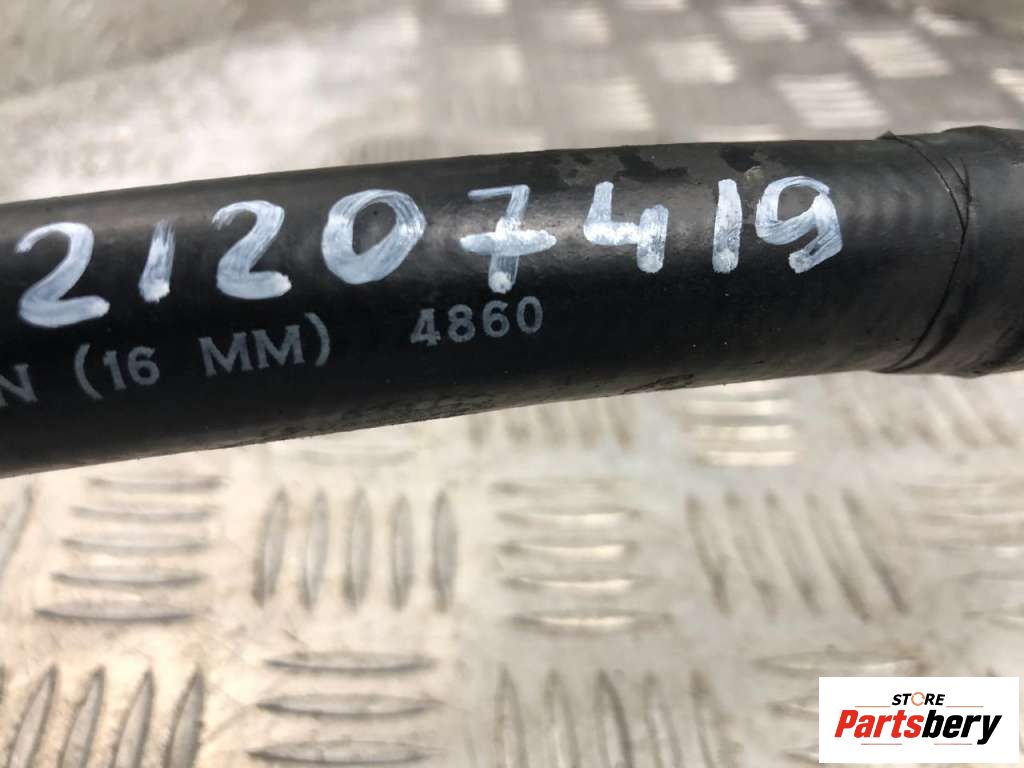 21207419
N (16 MM) 4860
STORE
Partsbery